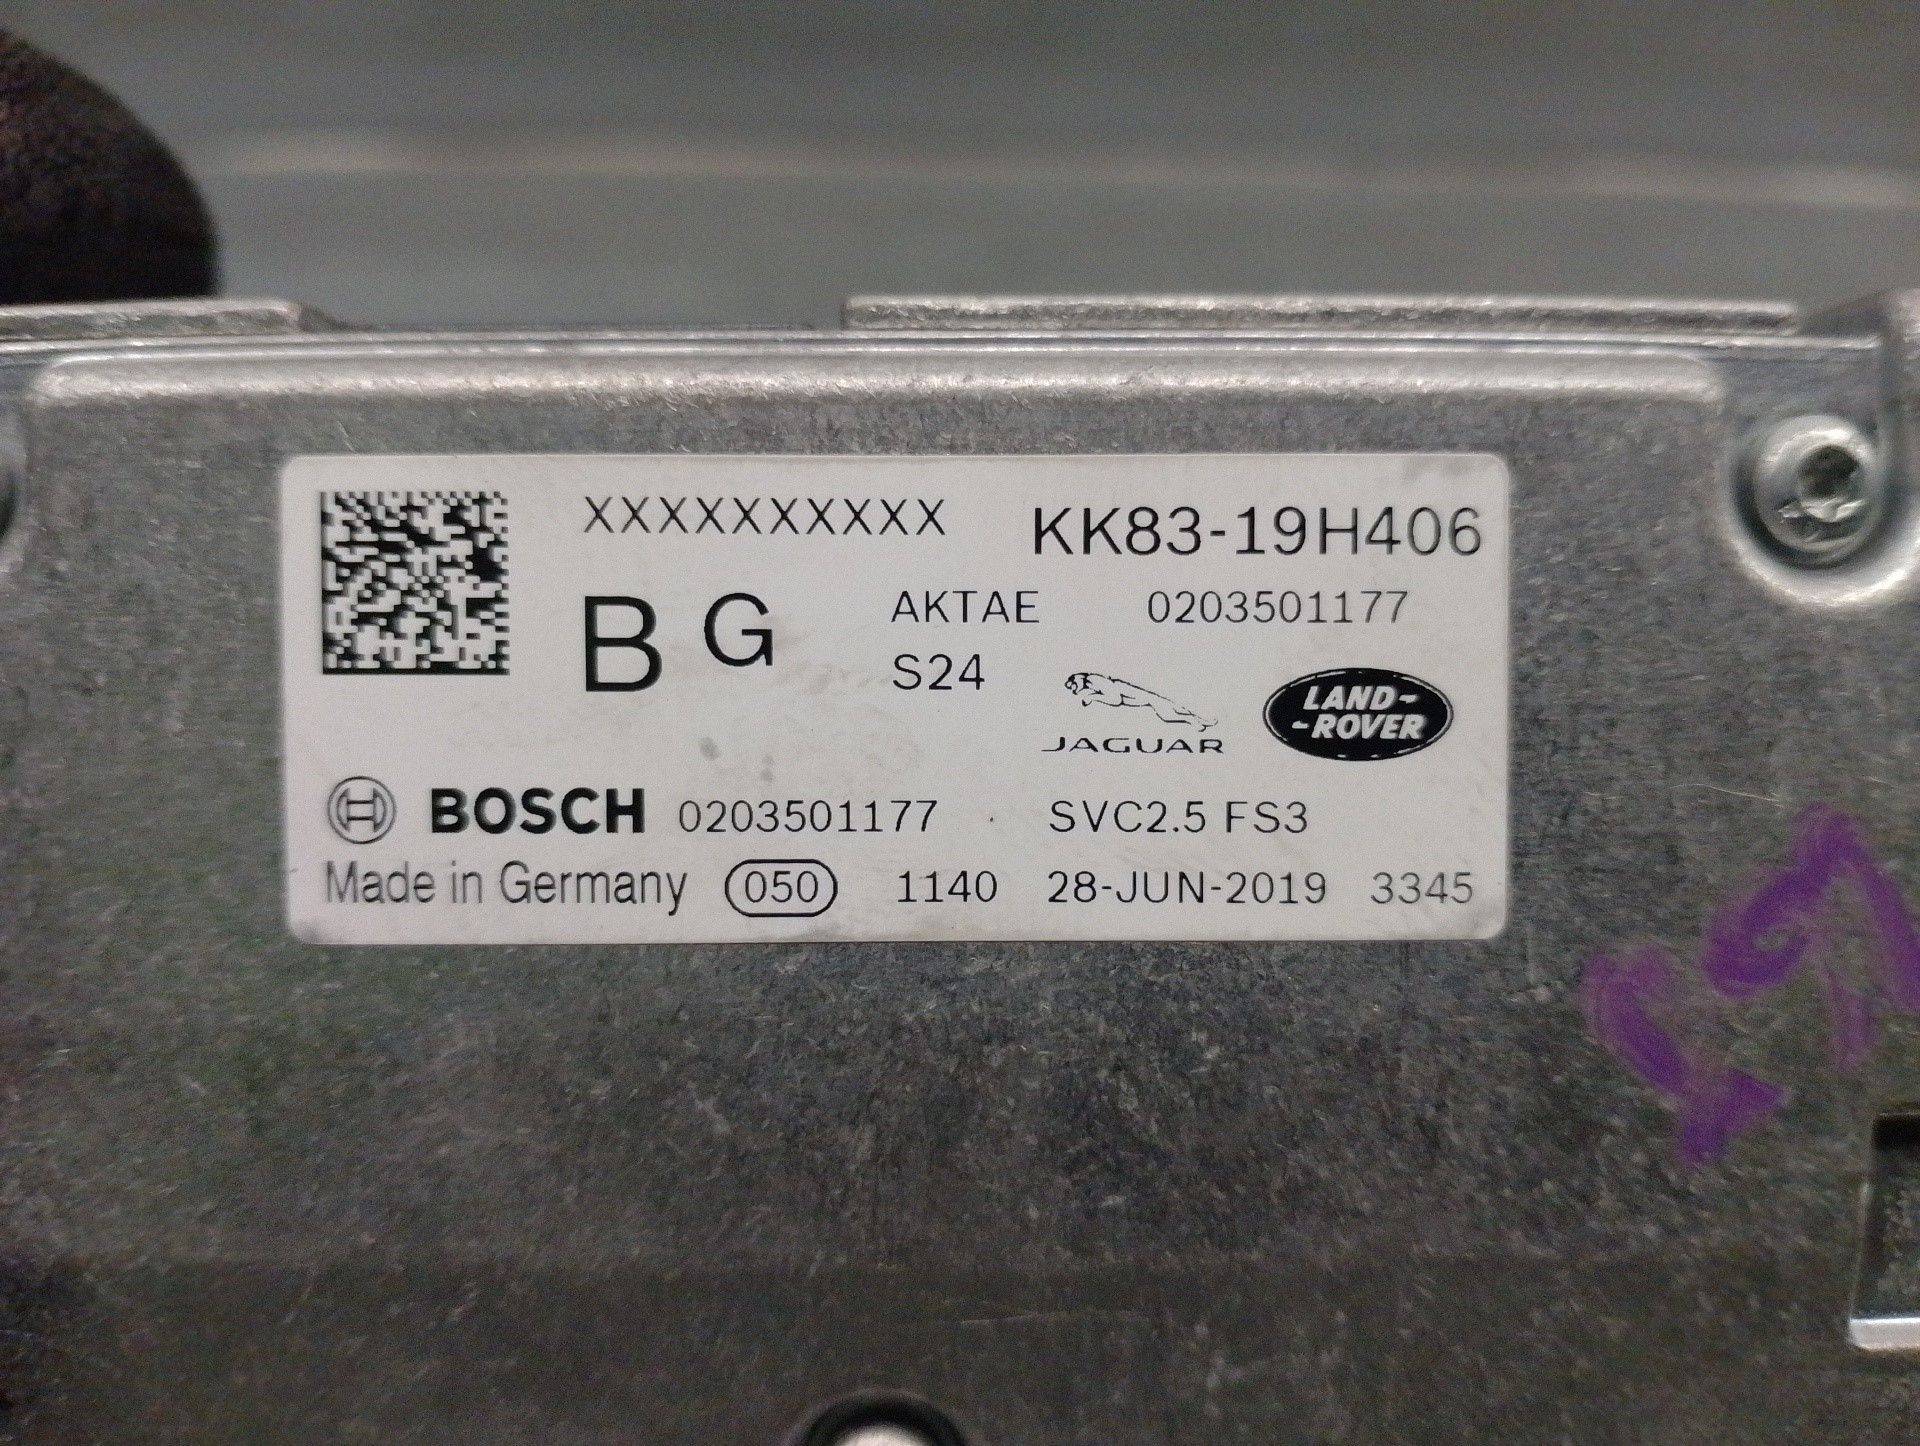 XXXXXXXXXX KK83-19H406
B G AKTAE 0203501177
S24
JAGUAR LAND-
-ROVER
BOSCH 0203501177 SVC2.5 FS3
Made in Germany 050 1140 28-JUN-2019 3345